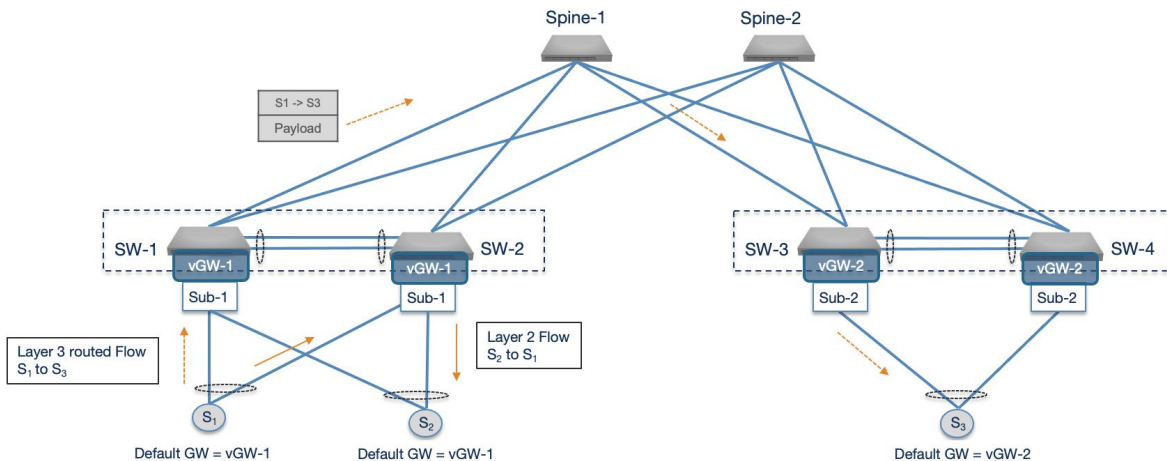 Spine-1
Spine-2
S1 -> S3
Payload
SW-1
vGW-1
Sub-1
vGW-1
SW-2
Sub-1
SW-3
vGW-2
Sub-2
vGW-2
SW-4
Sub-2
Layer 3 routed Flow
S₁ to S₃
Layer 2 Flow
S₂ to S₁
S₁
S₂
S₃
Default GW = vGW-1
Default GW = vGW-1
Default GW = vGW-2